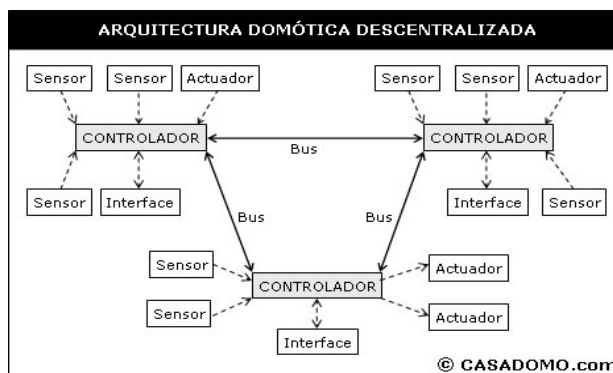 ARQUITECTURA DOMÓTICA DESCENTRALIZADA
Sensor Sensor Actuador Sensor Sensor Actuador
CONTROLADOR CONTROLADOR
Bus
Sensor Interface Interface Sensor
Bus Bus
Sensor Actuador
CONTROLADOR
Sensor Actuador
Interface
© CASADOMO.com